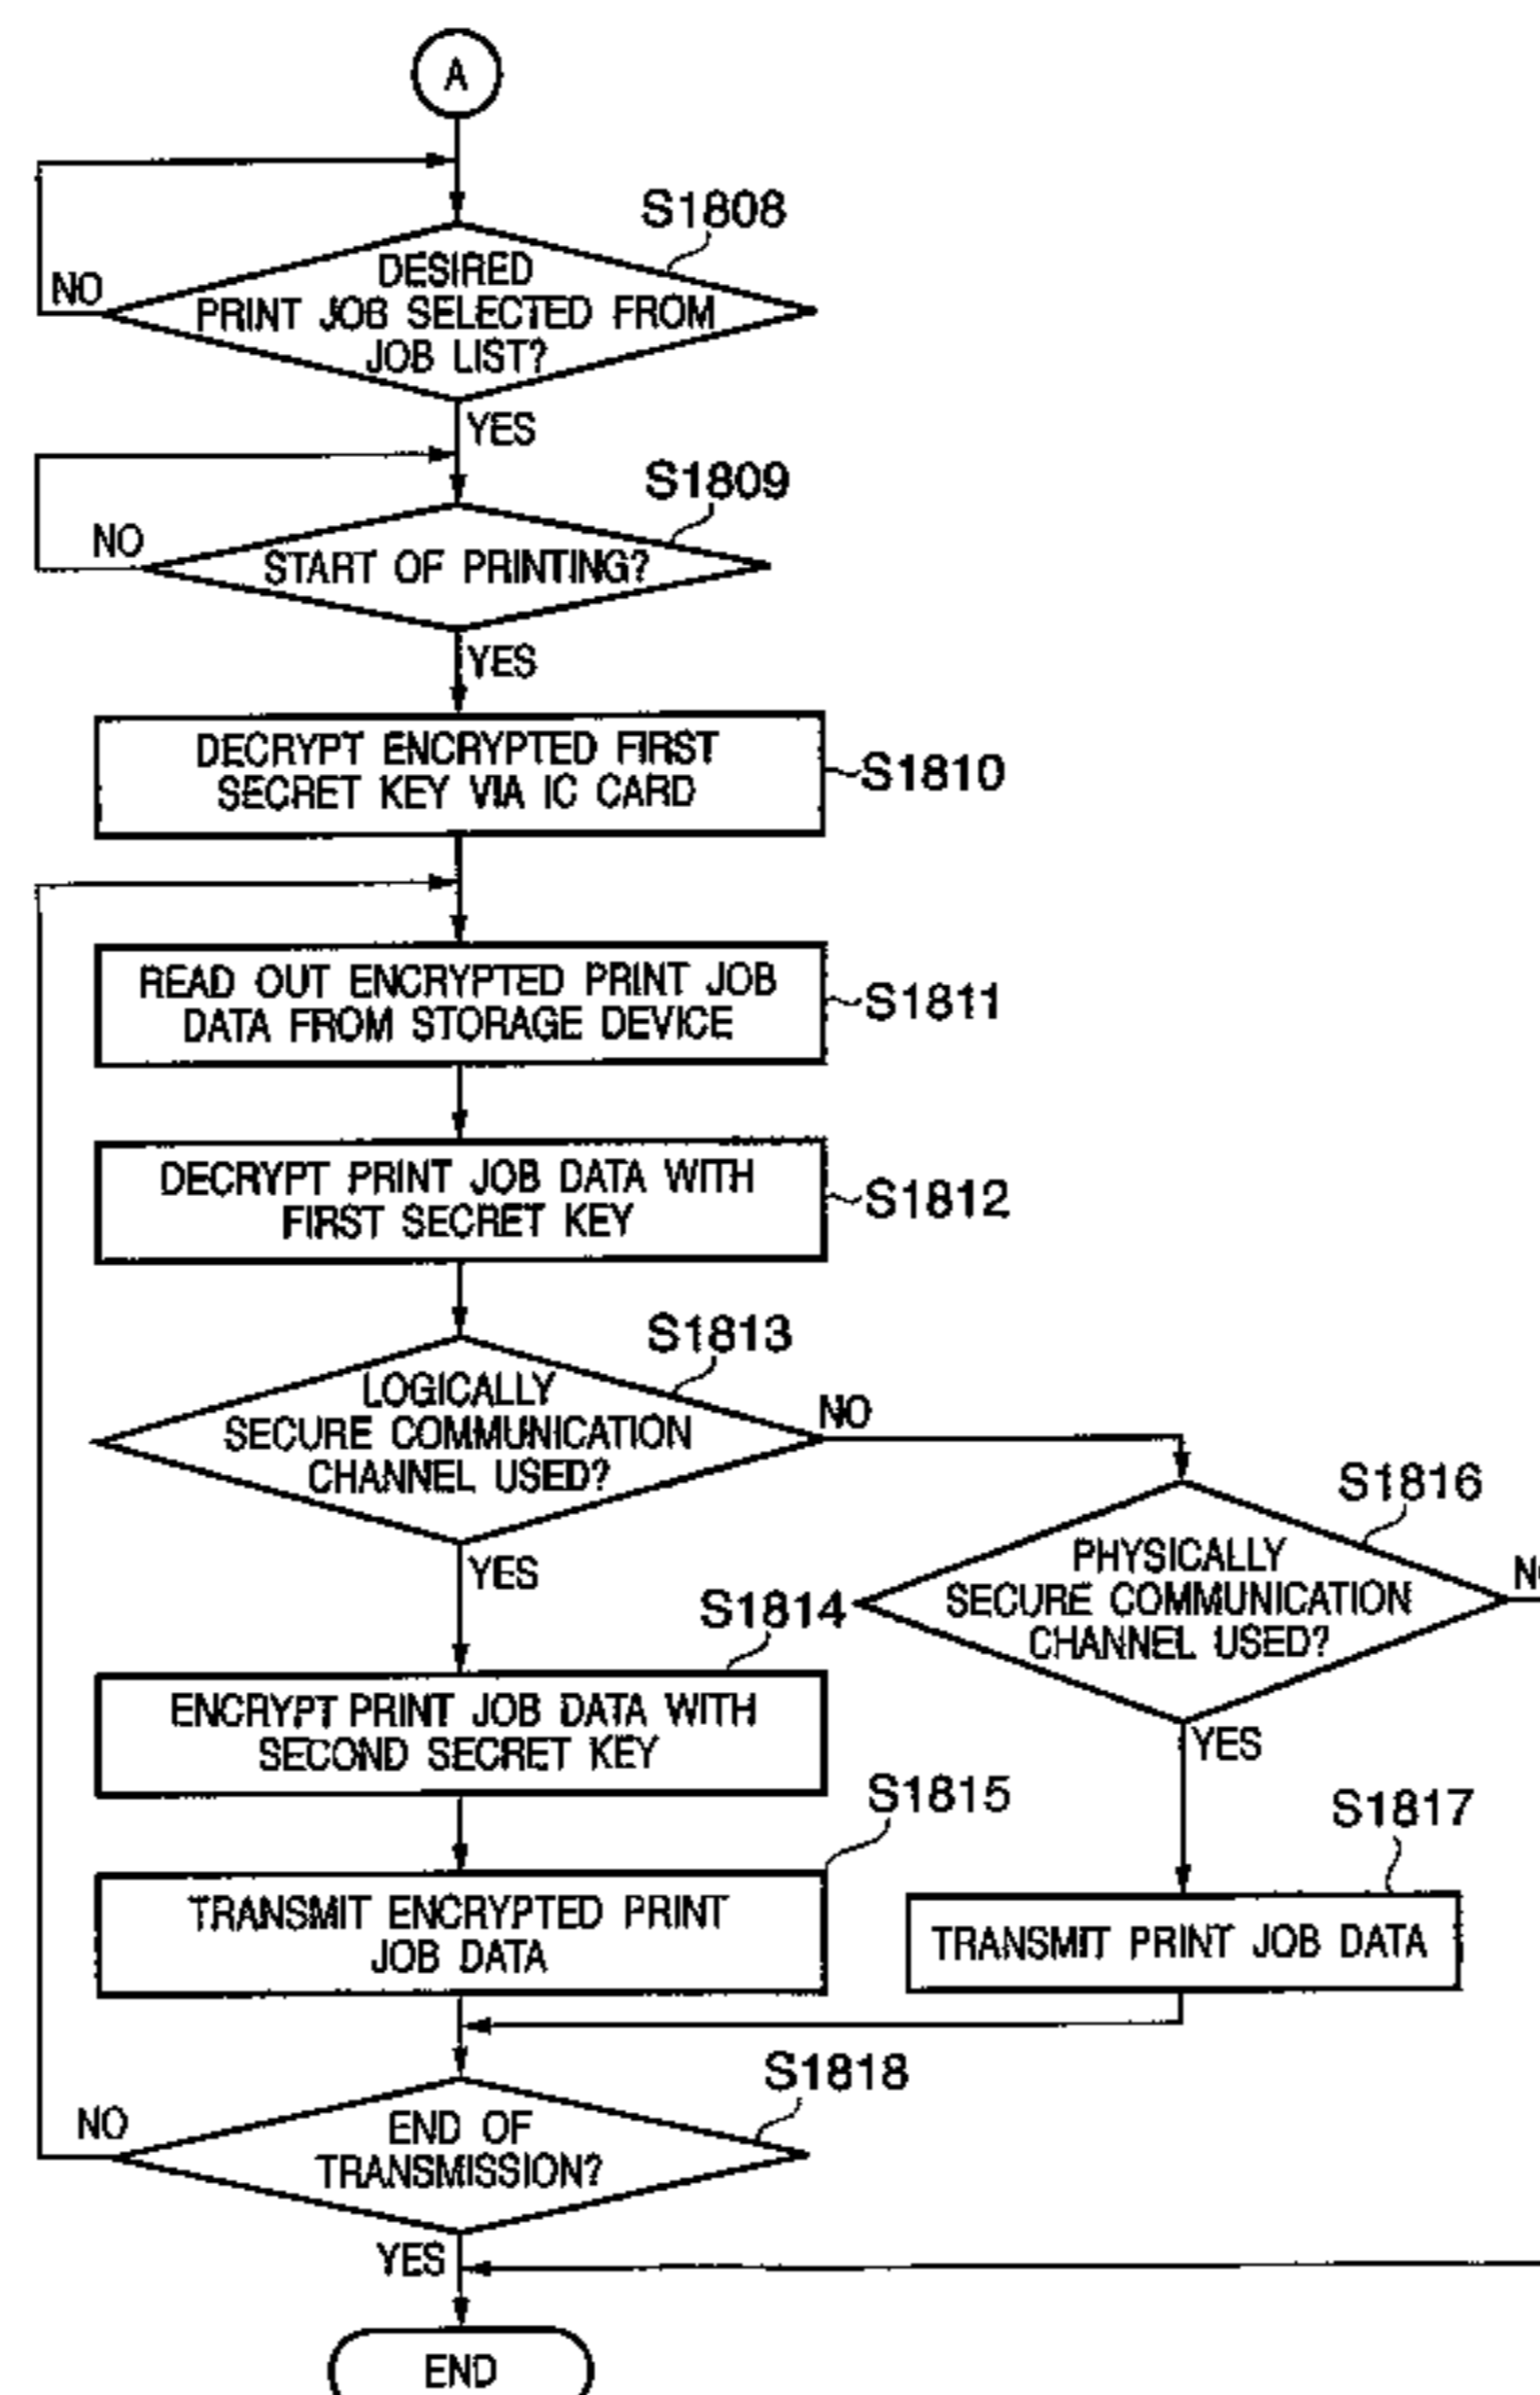 A
S1808
NO
DESIRED
PRINT JOB SELECTED FROM
JOB LIST?
YES
S1809
NO
START OF PRINTING?
YES
DECRYPT ENCRYPTED FIRST
SECRET KEY VIA IC CARD
S1810
READ OUT ENCRYPTED PRINT JOB
DATA FROM STORAGE DEVICE
S1811
DECRYPT PRINT JOB DATA WITH
FIRST SECRET KEY
S1812
S1813
LOGICALLY
SECURE COMMUNICATION
CHANNEL USED?
NO
YES
S1816
PHYSICALLY
SECURE COMMUNICATION
CHANNEL USED?
YES
S1814
ENCRYPT PRINT JOB DATA WITH
SECOND SECRET KEY
S1815
TRANSMIT ENCRYPTED PRINT
JOB DATA
S1817
TRANSMIT PRINT JOB DATA
S1818
NO
END OF
TRANSMISSION?
YES
END